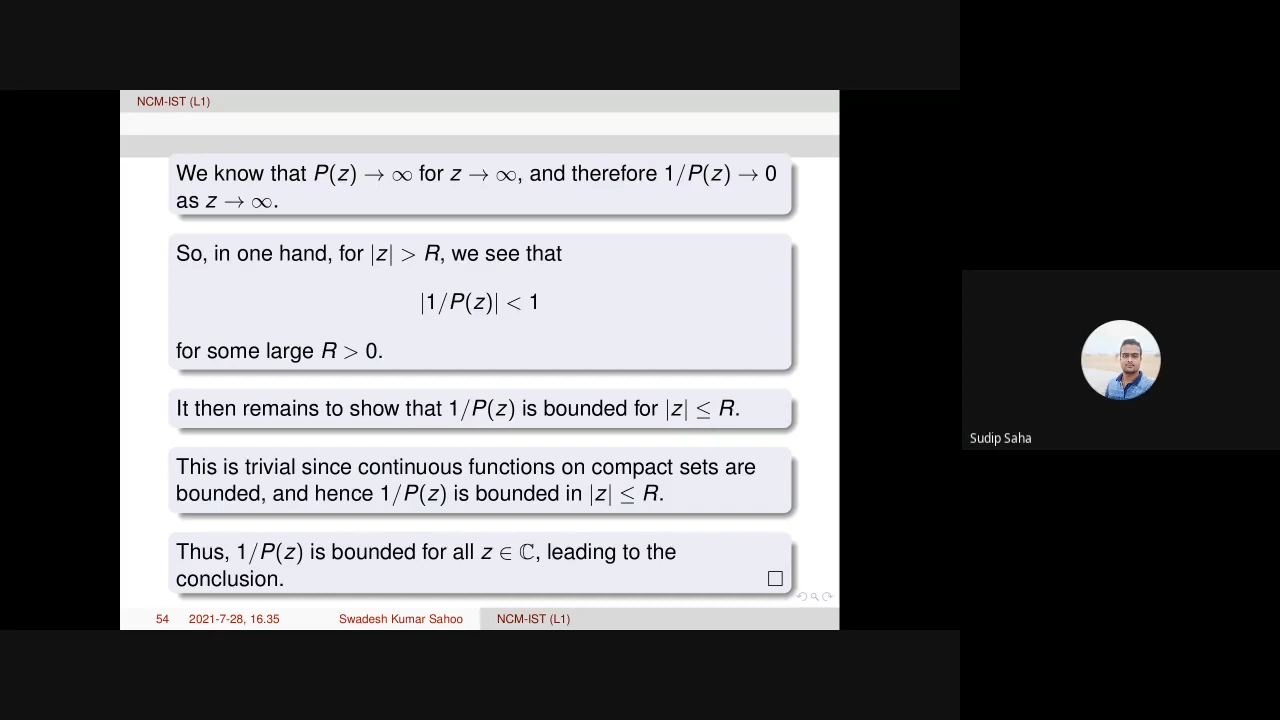 NCM-IST (L1)
We know that P(z) → ∞ for z → ∞, and therefore 1/P(z) → 0
as z → ∞.
So, in one hand, for |z| > R, we see that
|1/P(z)| < 1
for some large R > 0.
It then remains to show that 1/P(z) is bounded for |z| ≤ R.
This is trivial since continuous functions on compact sets are
bounded, and hence 1/P(z) is bounded in |z| ≤ R.
Thus, 1/P(z) is bounded for all z ∈ ℂ, leading to the
conclusion. □
54 2021-7-28, 16.35 Swadesh Kumar Sahoo NCM-IST (L1)
Sudip Saha